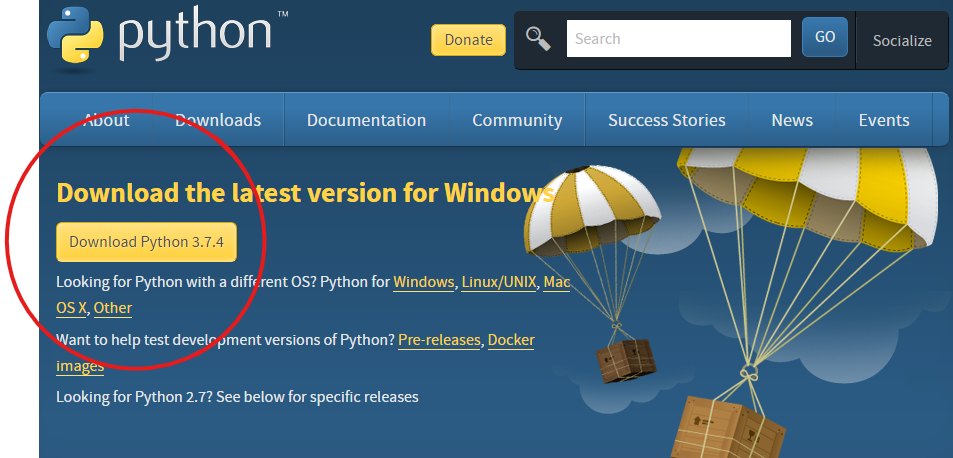 python™
Donate
Search
GO
Socialize
About Downloads Documentation Community Success Stories News Events
Download the latest version for Windows
Download Python 3.7.4
Looking for Python with a different OS? Python for Windows, Linux/UNIX, Mac
OS X, Other
Want to help test development versions of Python? Pre-releases, Docker
images
Looking for Python 2.7? See below for specific releases